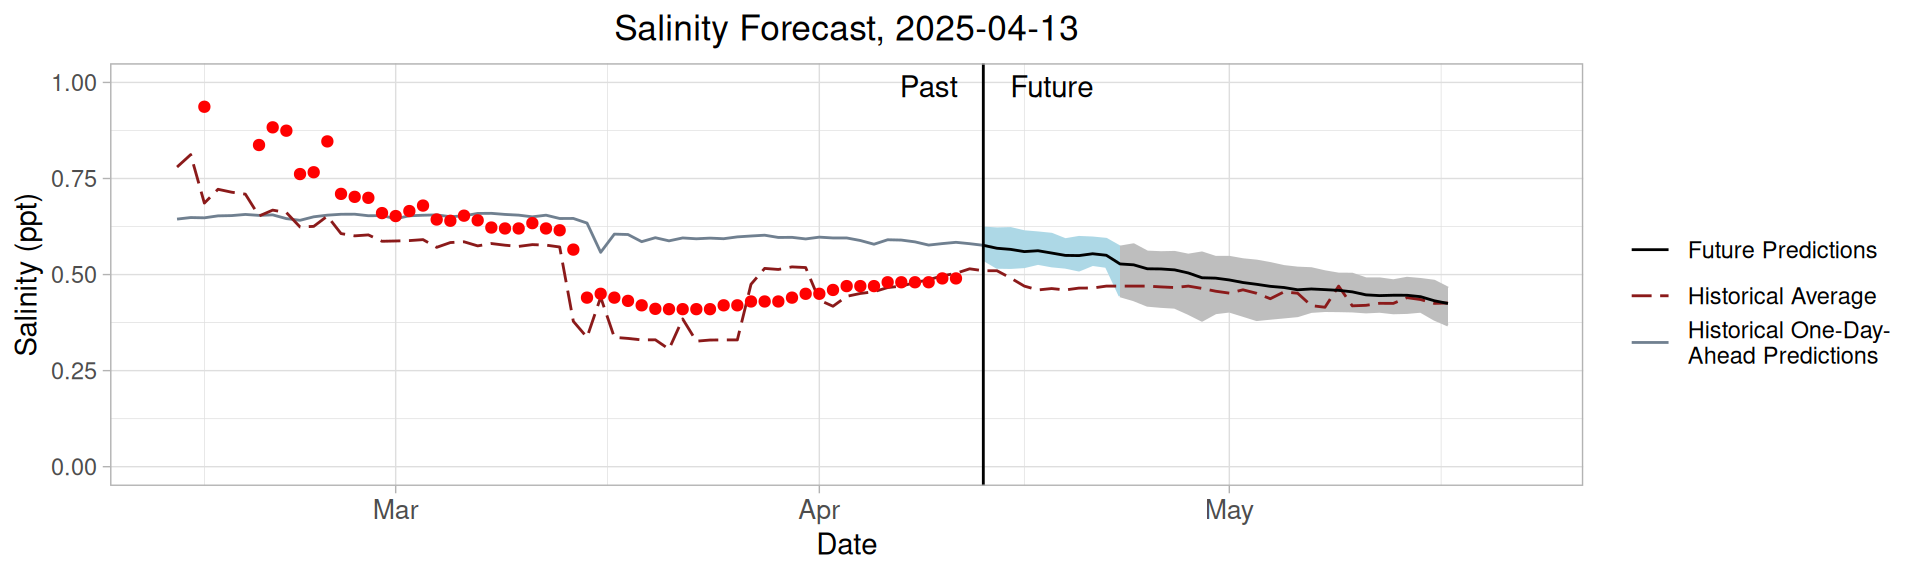 Salinity Forecast, 2025-04-13
Past
Future
1.00
0.75
0.50
0.25
0.00
Salinity (ppt)
Mar
Apr
May
Date
Future Predictions
Historical Average
Historical One-Day-
Ahead Predictions